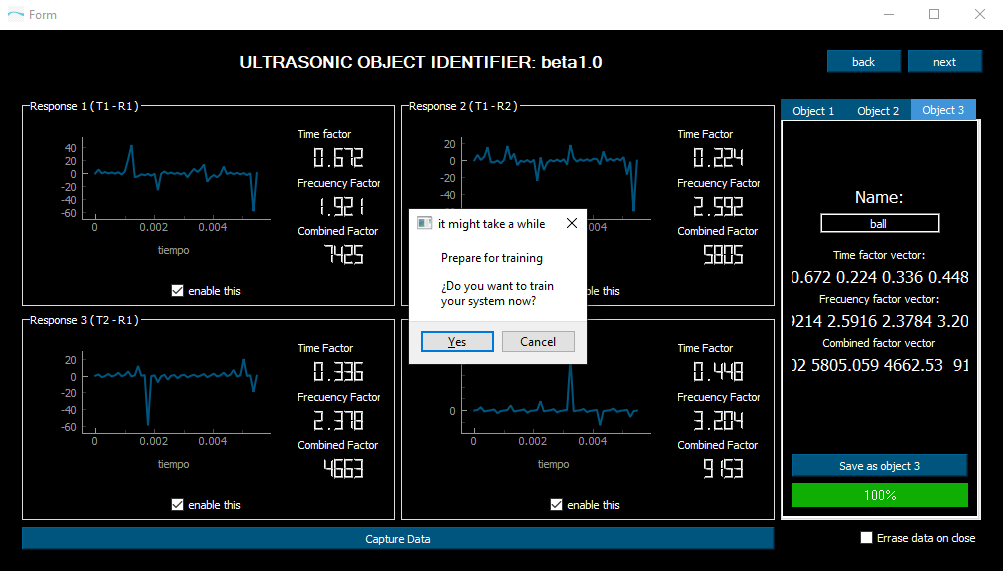 Form
ULTRASONIC OBJECT IDENTIFIER: beta1.0
back
next
Response 1 ( T1 - R1 )
40
20
0
-20
-40
-60
0
0.002
0.004
tiempo
Time factor
0.672
Frecuency Factor
1.921
Combined Factor
7425
enable this
Response 2 ( T1 - R2 )
20
0
-20
-40
Time Factor
0.224
Frecuency Factor
2.592
Combined Factor
5805
ble this
it might take a while
Prepare for training
¿Do you want to train
your system now?
Yes
Cancel
Response 3 ( T2 - R1 )
20
0
-20
-40
-60
0
0.002
0.004
tiempo
Time Factor
0.336
Frecuency Factor
2.378
Combined Factor
4663
enable this
0
0
0.002
0.004
tiempo
Time Factor
0.448
Frecuency Factor
3.204
Combined Factor
9153
enable this
Capture Data
Object 1
Object 2
Object 3
Name:
ball
Time factor vector:
0.672 0.224 0.336 0.448
Frecuency factor vector:
9214 2.5916 2.3784 3.20
Combined factor vector
02 5805.059 4662.53 91
Save as object 3
100%
Errase data on close